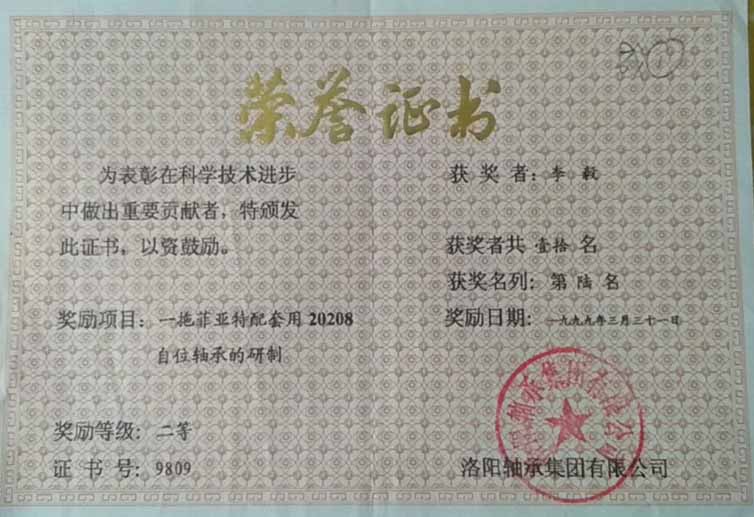 荣誉证书
为表彰在科学技术进步
中做出重要贡献者，特颁发
此证书，以资鼓励。
奖励项目：一拖菲亚特配套用20208
自位轴承的研制
奖励等级：二等
证书号：9809
获奖者：李毅
获奖者共壹拾名
获奖名列：第陆名
奖励日期：一九九九年三月三十一日
洛阳轴承集团有限公司